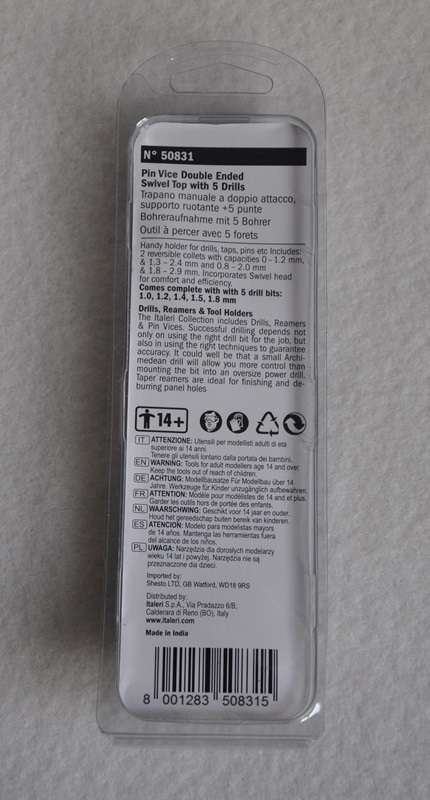 N° 50831
Pin Vice Double Ended
Swivel Top with 5 Drills
Trapano manuale a doppio attacco,
supporto ruotante +5 punte
Bohreraufnahme mit 5 Bohrer
Outil à percer avec 5 forets
Handy holder for drills, taps, pins etc Includes:
2 reversible collets with capacities 0 - 1.2 mm,
& 1.3 - 2.4 mm and 0.8 - 2.0 mm
& 1.8 - 2.9 mm. Incorporates Swivel head
for comfort and efficiency.
Comes complete with with 5 drill bits:
1.0, 1.2, 1.4, 1.5, 1.8 mm
Drills, Reamers & Tool Holders
The Italeri Collection includes Drills, Reamers
& Pin Vices. Successful drilling depends not
only on using the right drill bit for the job, but
also in using the right techniques to guarantee
accuracy. It could well be that a small Archi-
medean drill will allow you more control than
mounting the bit into an oversize power drill.
Taper reamers are ideal for finishing and de-
burring panel holes
14+
IT ATTENZIONE: Utensili per modellisti adulti di età
superiore ai 14 anni.
Tenere gli utensili lontano dalla portata dei bambini.
EN WARNING: Tools for adult modellers age 14 and over
Keep the tools out of reach of children.
DE ACHTUNG: Modellbausätze Für Modellbau über 14
Jahre. Werkzeuge für Kinder unzugänglich aufbewahren.
FR ATTENTION: Modèle pour modélistes de 14 and et plus.
Garder les outils hors de portée des enfants.
NL WAARSCHUWING: Geschikt voor 14 jaar en ouder.
Houd het gereedschap buiten bereik van kinderen.
ES ATENCION: Modelo para modelistas mayors
de 14 años. Mantenga las herramientas fuera
del alcance de los niños.
PL UWAGA: Narzędzia dla dorosłych modelarzy
wieku 14 lat i powyżej. Narzędzia nie są
przeznaczone dla dzieci.
Imported by:
Shesto LTD, GB Watford, WD18 9RS
Distributed by:
Italeri S.p.A., Via Pradazzo 6/B,
Calderara di Reno (BO), Italy
www.italeri.com
Made in India
8 001283 508315